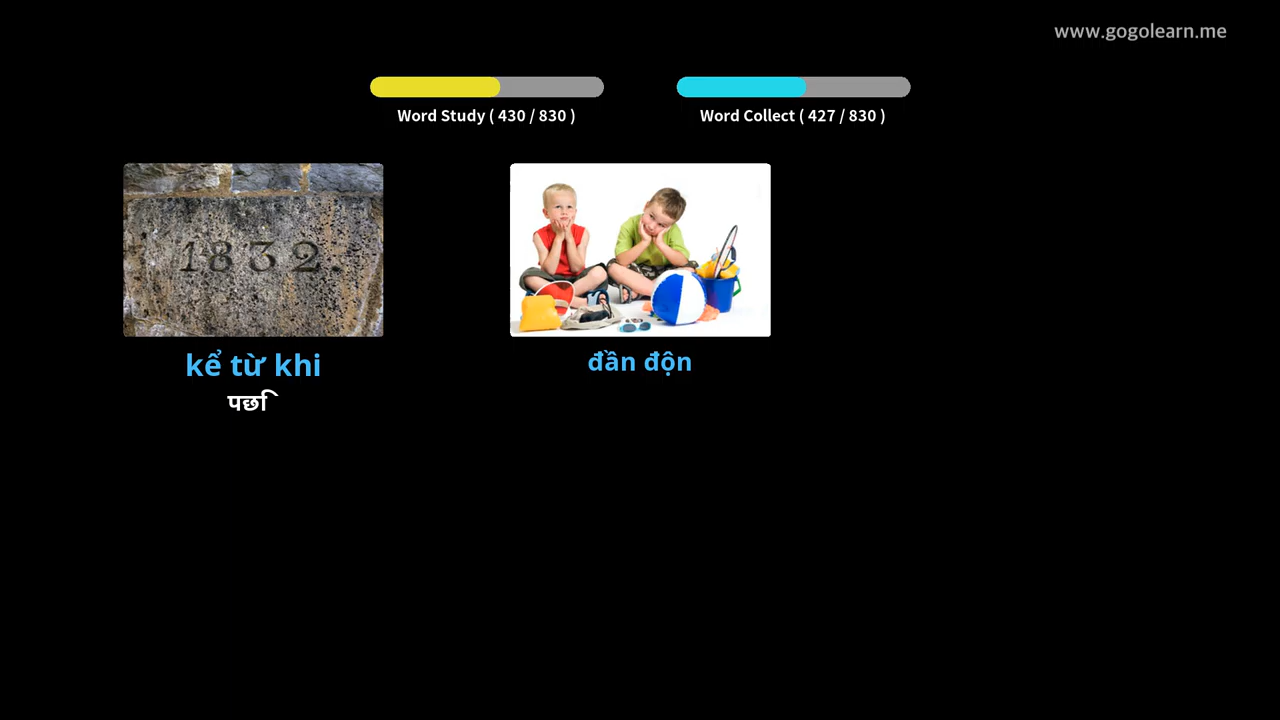 www.gogolearn.me
Word Study ( 430 / 830 )
Word Collect ( 427 / 830 )
1832.
kể từ khi
पछि
đần độn